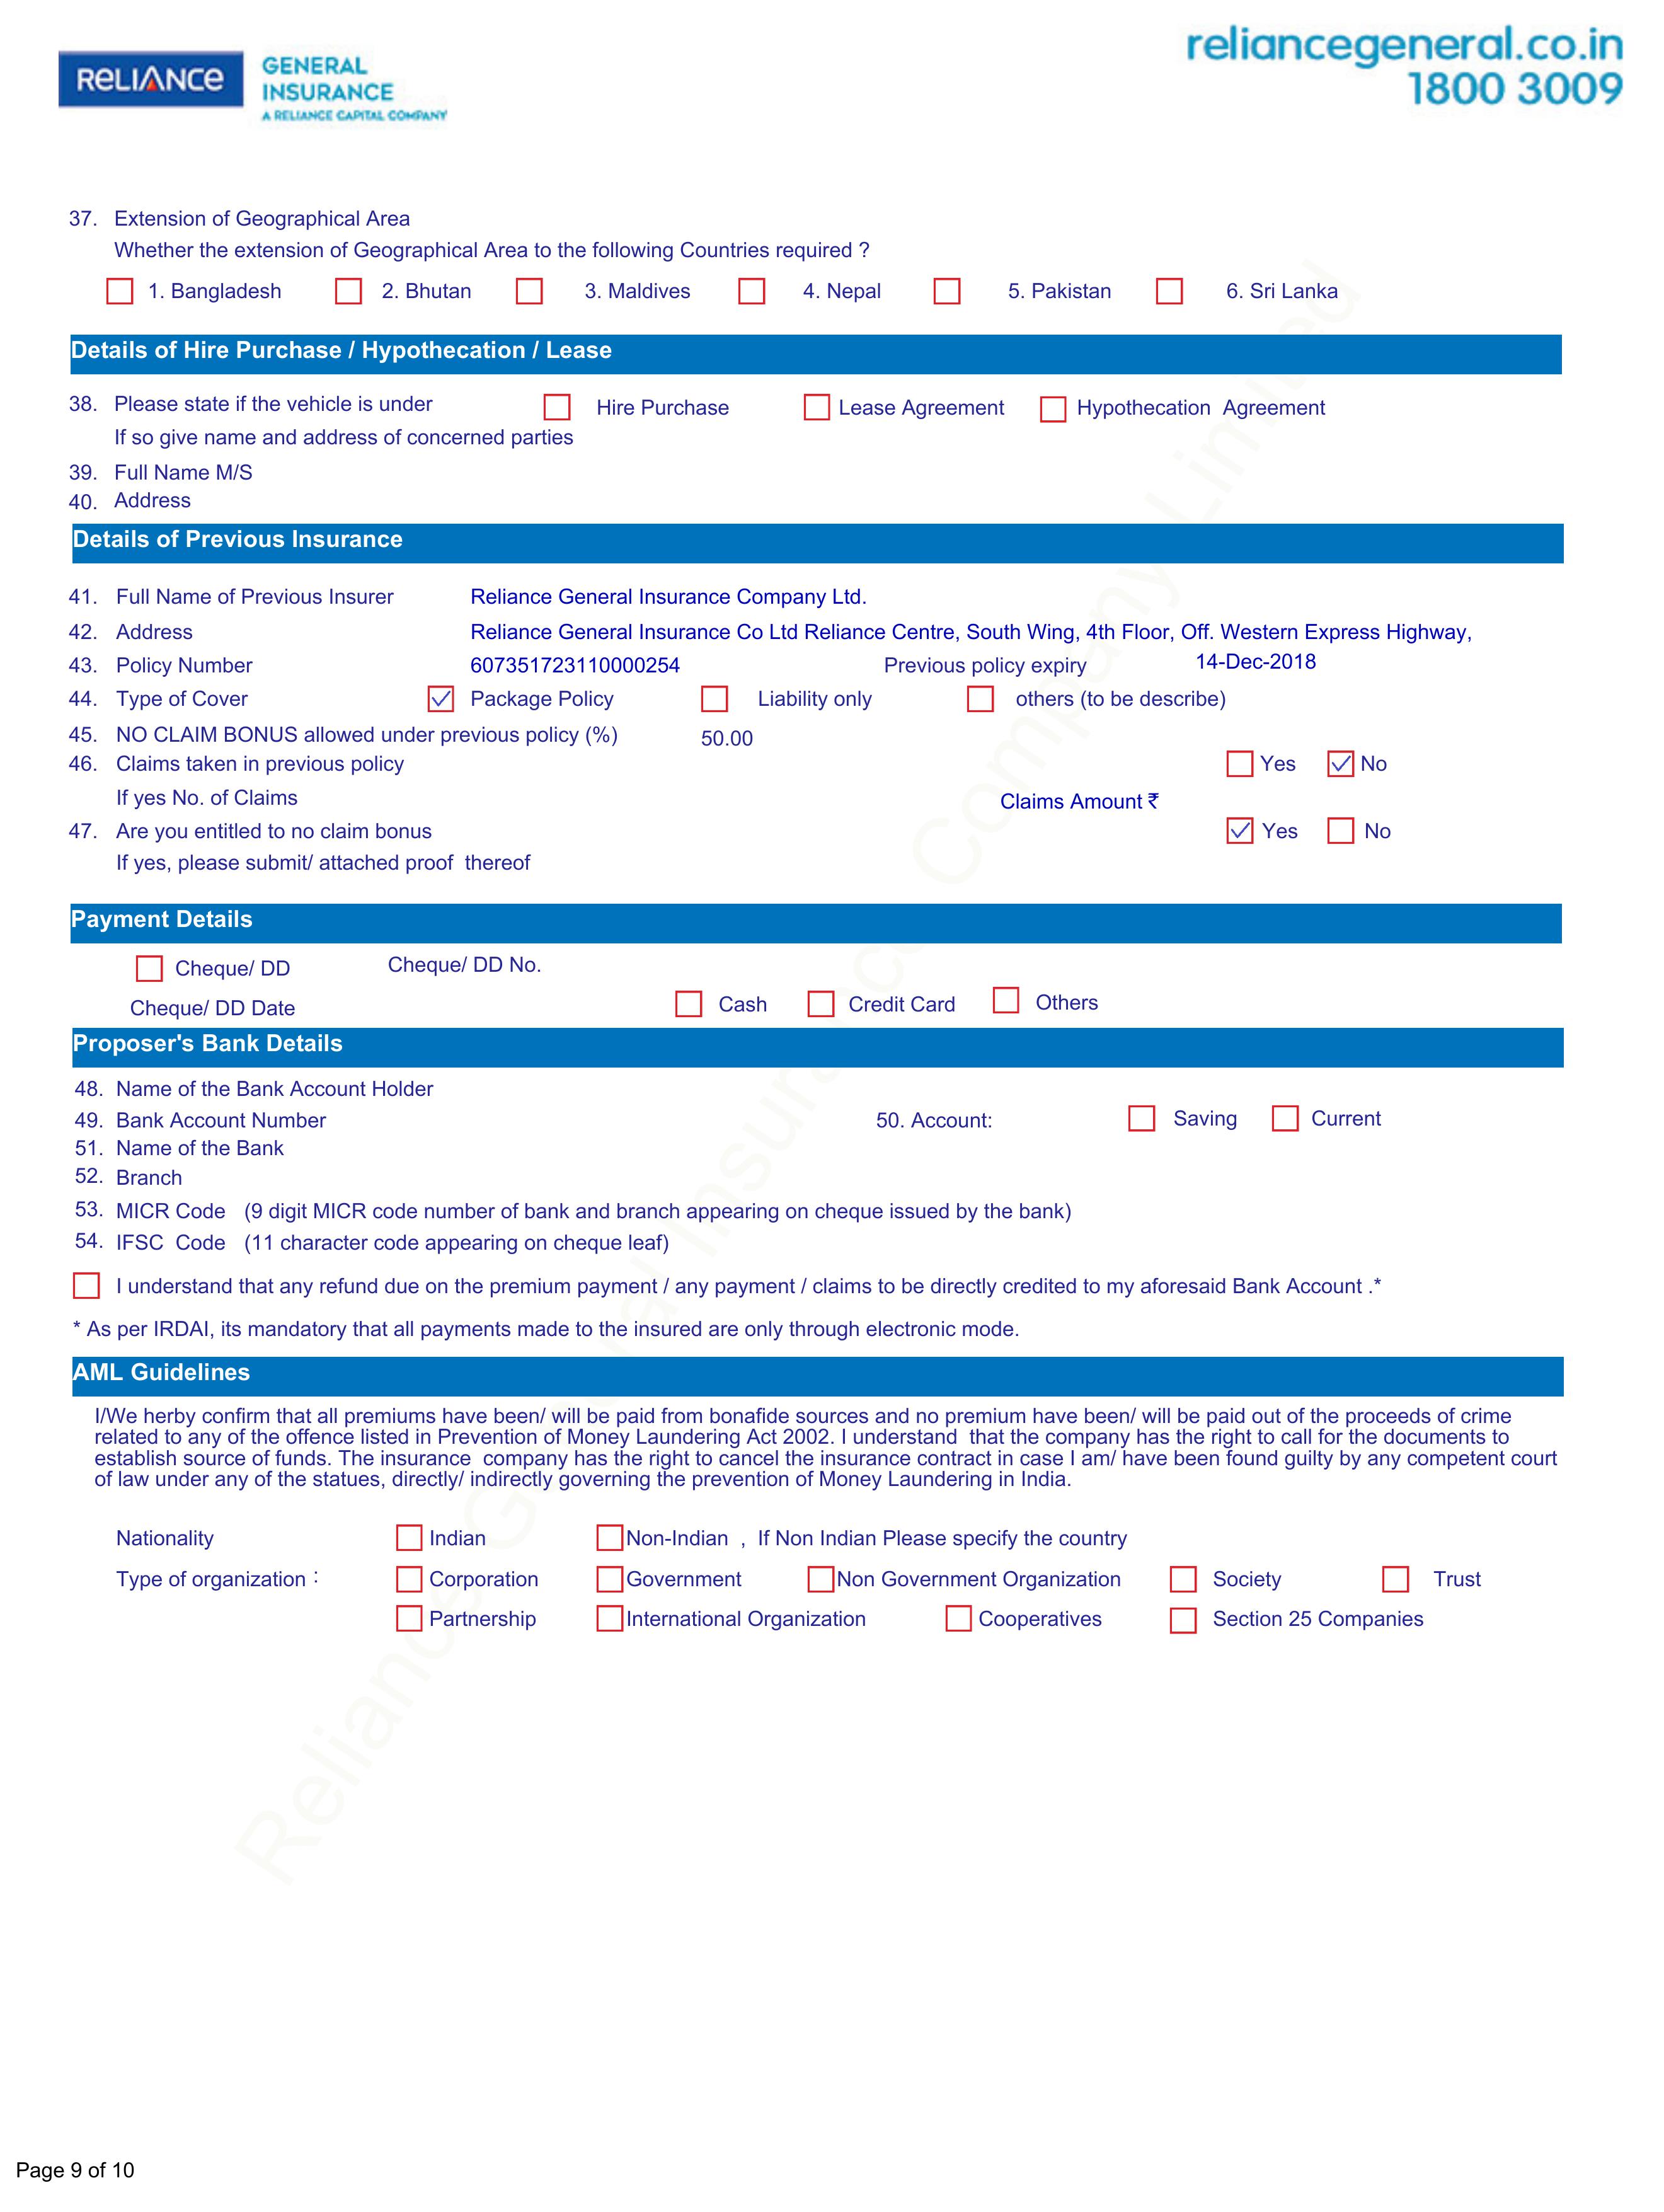 RELIANCE GENERAL INSURANCE A RELIANCE CAPITAL COMPANY
reliancegeneral.co.in
1800 3009
37. Extension of Geographical Area
Whether the extension of Geographical Area to the following Countries required ?
1. Bangladesh 2. Bhutan 3. Maldives 4. Nepal 5. Pakistan 6. Sri Lanka
Details of Hire Purchase / Hypothecation / Lease
38. Please state if the vehicle is under Hire Purchase Lease Agreement Hypothecation Agreement
If so give name and address of concerned parties
39. Full Name M/S
40. Address
Details of Previous Insurance
41. Full Name of Previous Insurer Reliance General Insurance Company Ltd.
42. Address Reliance General Insurance Co Ltd Reliance Centre, South Wing, 4th Floor, Off. Western Express Highway,
43. Policy Number 607351723110000254 Previous policy expiry 14-Dec-2018
44. Type of Cover Package Policy Liability only others (to be describe)
45. NO CLAIM BONUS allowed under previous policy (%) 50.00
46. Claims taken in previous policy Yes No
If yes No. of Claims Claims Amount ₹
47. Are you entitled to no claim bonus Yes No
If yes, please submit/ attached proof thereof
Payment Details
Cheque/ DD Cheque/ DD No.
Cheque/ DD Date Cash Credit Card Others
Proposer's Bank Details
48. Name of the Bank Account Holder
49. Bank Account Number 50. Account: Saving Current
51. Name of the Bank
52. Branch
53. MICR Code (9 digit MICR code number of bank and branch appearing on cheque issued by the bank)
54. IFSC Code (11 character code appearing on cheque leaf)
I understand that any refund due on the premium payment / any payment / claims to be directly credited to my aforesaid Bank Account .*
* As per IRDAI, its mandatory that all payments made to the insured are only through electronic mode.
AML Guidelines
I/We herby confirm that all premiums have been/ will be paid from bonafide sources and no premium have been/ will be paid out of the proceeds of crime
related to any of the offence listed in Prevention of Money Laundering Act 2002. I understand that the company has the right to call for the documents to
establish source of funds. The insurance company has the right to cancel the insurance contract in case I am/ have been found guilty by any competent court
of law under any of the statues, directly/ indirectly governing the prevention of Money Laundering in India.
Nationality Indian Non-Indian , If Non Indian Please specify the country
Type of organization : Corporation Government Non Government Organization Society Trust
Partnership International Organization Cooperatives Section 25 Companies
Reliance General Insurance Company Limited
Page 9 of 10